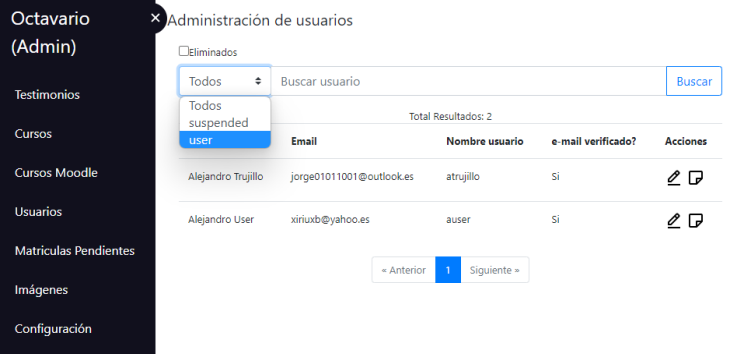 Octavario
(Admin)
×
Testimonios
Cursos
Cursos Moodle
Usuarios
Matriculas Pendientes
Imágenes
Configuración
Administración de usuarios
Eliminados
Todos
Buscar usuario
Buscar
Todos
suspended
user
Total Resultados: 2
Email
Nombre usuario
e-mail verificado?
Acciones
Alejandro Trujillo
jorge01011001@outlook.es
atrujillo
Si
Alejandro User
xiriuxb@yahoo.es
auser
Si
« Anterior
1
Siguiente »